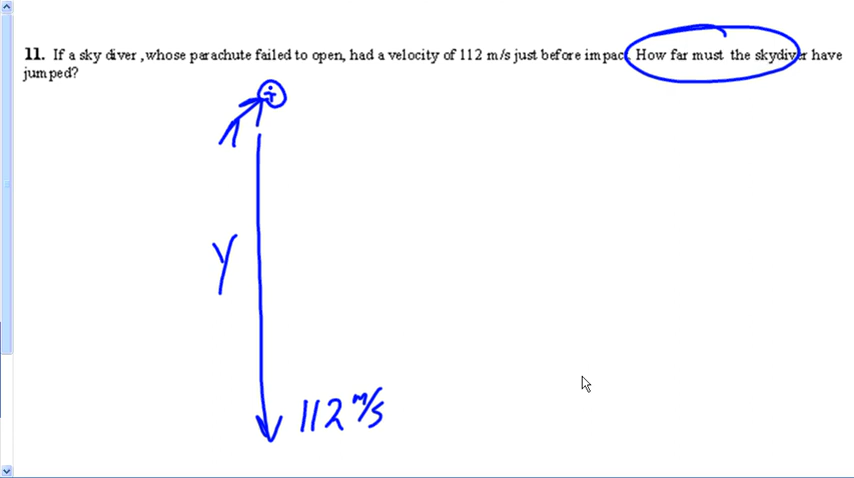 11. If a sky diver ,whose parachute failed to open, had a velocity of 112 m/s just before impact. How far must the skydiver have
jumped?
Y
112 m/s